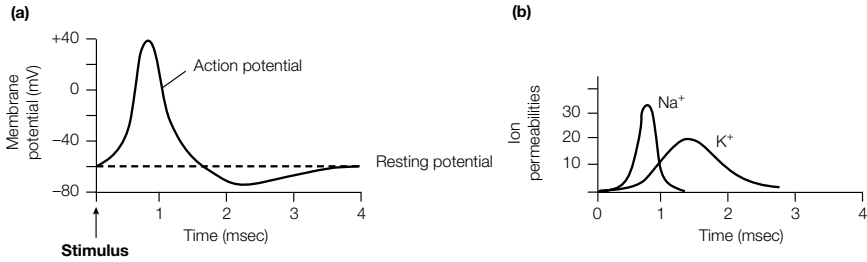 (a)
+40
0
−40
−80
Membrane
potential (mV)
Action potential
Resting potential
1
2
3
4
Time (msec)
Stimulus
(b)
30
20
10
Ion
permeabilities
Na⁺
K⁺
0
1
2
3
4
Time (msec)